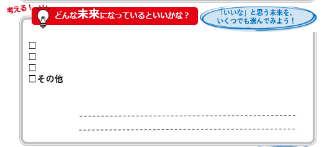 考える！
どんな未来になっているといいかな？
「いいな」と思う未来を、
いくつでも選んでみよう！
□
□
□
□その他